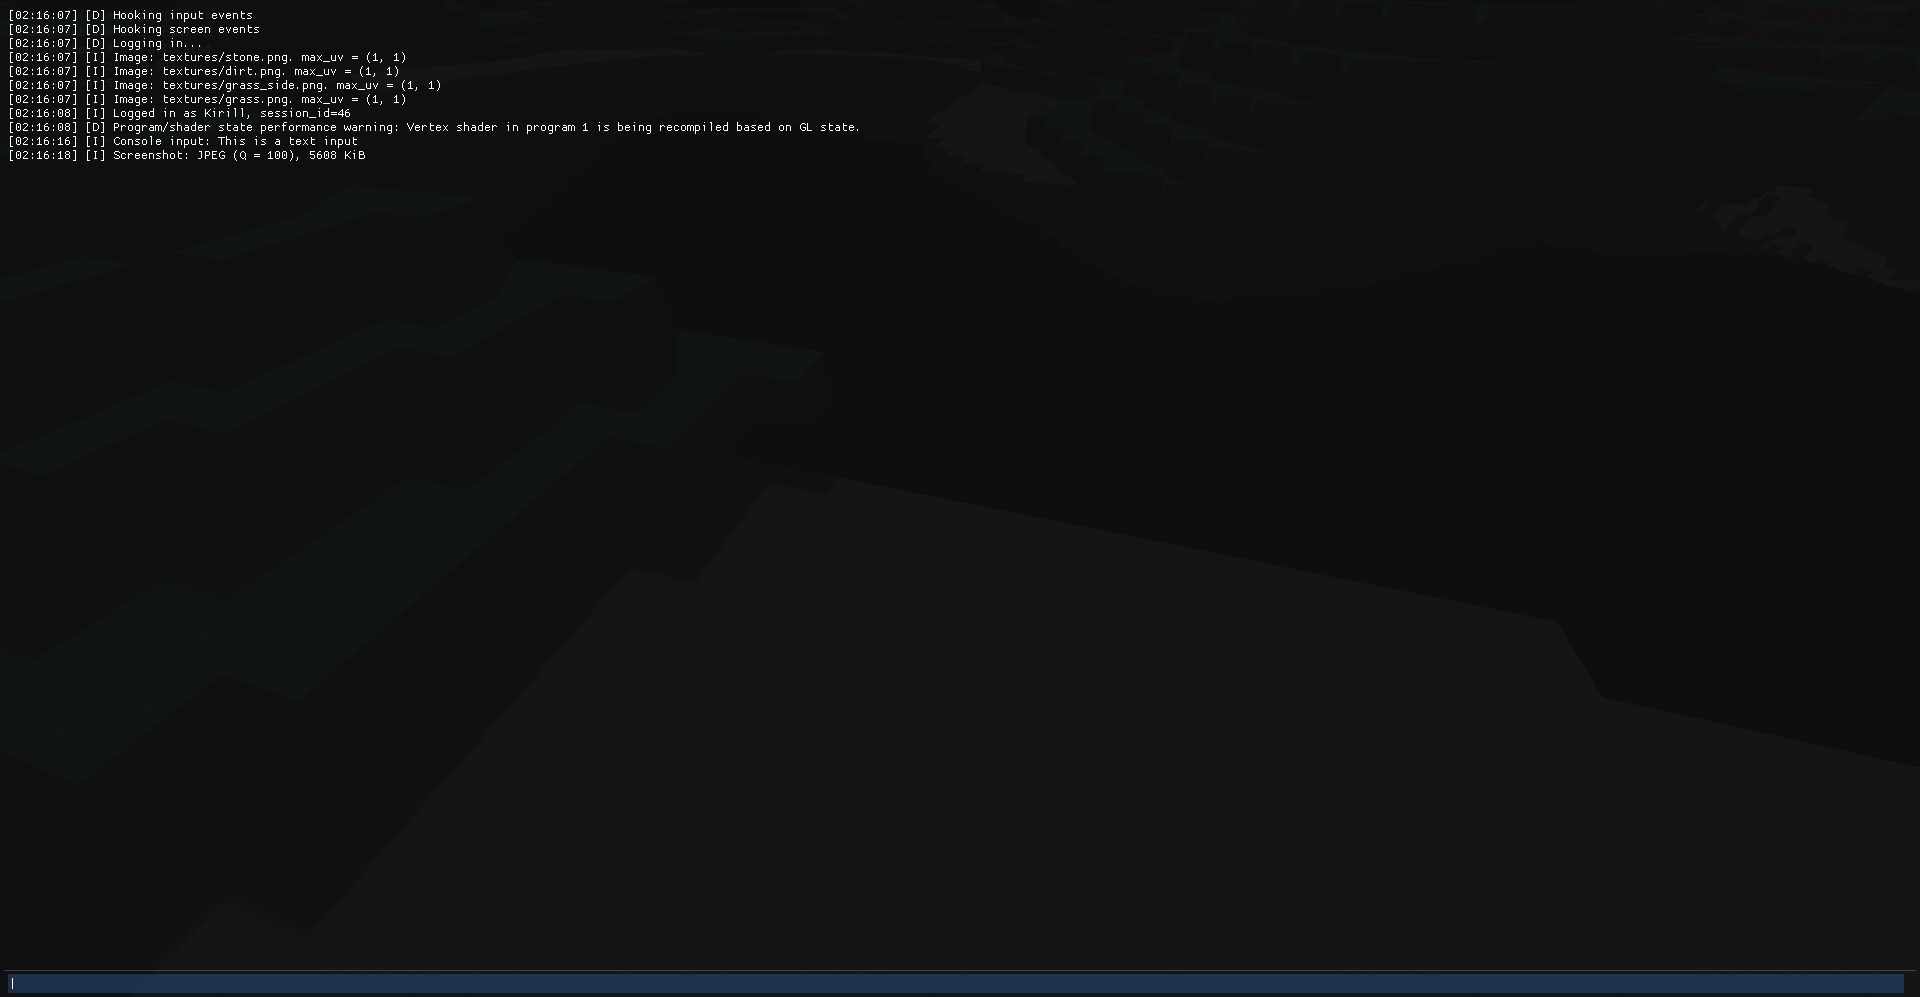 [02:16:07] [D] Hooking input events
[02:16:07] [D] Hooking screen events
[02:16:07] [D] Logging in...
[02:16:07] [I] Image: textures/stone.png. max_uv = (1, 1)
[02:16:07] [I] Image: textures/dirt.png. max_uv = (1, 1)
[02:16:07] [I] Image: textures/grass_side.png. max_uv = (1, 1)
[02:16:07] [I] Image: textures/grass.png. max_uv = (1, 1)
[02:16:08] [I] Logged in as Kirill, session_id=46
[02:16:08] [D] Program/shader state performance warning: Vertex shader in program 1 is being recompiled based on GL state.
[02:16:16] [I] Console input: This is a text input
[02:16:18] [I] Screenshot: JPEG (Q = 100), 5608 KiB